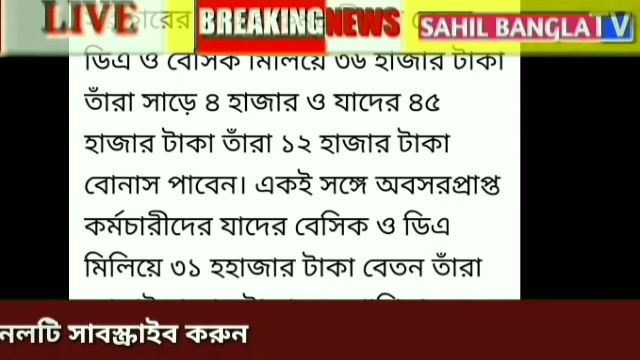 LIVE
BREAKING NEWS
SAHIL BANGLA TV
ডিএ ও বেসিক মিলিয়ে ৩৬ হাজার টাকা
তাঁরা সাড়ে ৪ হাজার ও যাদের ৪৫
হাজার টাকা তাঁরা ১২ হাজার টাকা
বোনাস পাবেন। একই সঙ্গে অবসরপ্রাপ্ত
কর্মচারীদের যাদের বেসিক ও ডিএ
মিলিয়ে ৩১ হহাজার টাকা বেতন তাঁরা
নলটি সাবস্ক্রাইব করুন